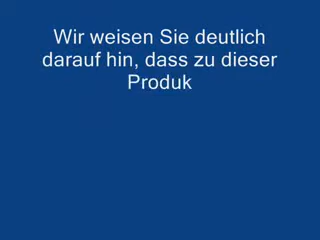 Wir weisen Sie deutlich
darauf hin, dass zu dieser
Produk